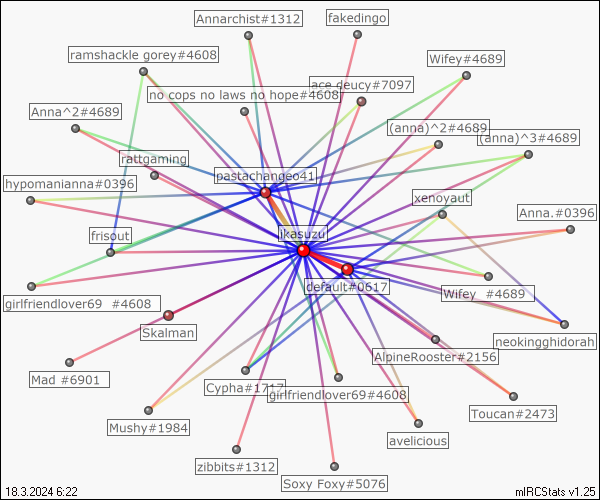 Annarchist#1312
fakedingo
ramshackle gorey#4608
Wifey#4689
ace deucy#7097
no cops no laws no hope#4608
Anna^2#4689
(anna)^2#4689
(anna)^3#4689
rattgaming
pastachangeo41
hypomanianna#0396
xenoyaut
Anna.#0396
frisout
ikasuzu
default#0617
Wifey_#4689
girlfriendlover69_#4608
Skalman
neokingghidorah
AlpineRooster#2156
Mad #6901
Cypha#1717
girlfriendlover69#4608
Toucan#2473
Mushy#1984
avelicious
zibbits#1312
Soxy Foxy#5076
18.3.2024 6:22
mIRCStats v1.25